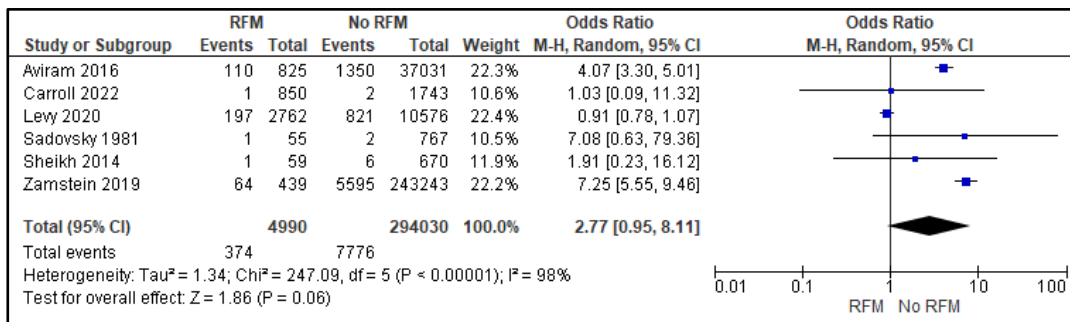 RFM No RFM Odds Ratio Odds Ratio
Study or Subgroup Events Total Events Total Weight M-H, Random, 95% CI M-H, Random, 95% CI
Aviram 2016 110 825 1350 37031 22.3% 4.07 [3.30, 5.01]
Carroll 2022 1 850 2 1743 10.6% 1.03 [0.09, 11.32]
Levy 2020 197 2762 821 10576 22.4% 0.91 [0.78, 1.07]
Sadovsky 1981 1 55 2 767 10.5% 7.08 [0.63, 79.36]
Sheikh 2014 1 59 6 670 11.9% 1.91 [0.23, 16.12]
Zamstein 2019 64 439 5595 243243 22.2% 7.25 [5.55, 9.46]
Total (95% CI) 4990 294030 100.0% 2.77 [0.95, 8.11]
Total events 374 7776
Heterogeneity: Tau² = 1.34; Chi² = 247.09, df = 5 (P < 0.00001); I² = 98%
Test for overall effect: Z = 1.86 (P = 0.06)
0.01 0.1 1 10 100
RFM No RFM